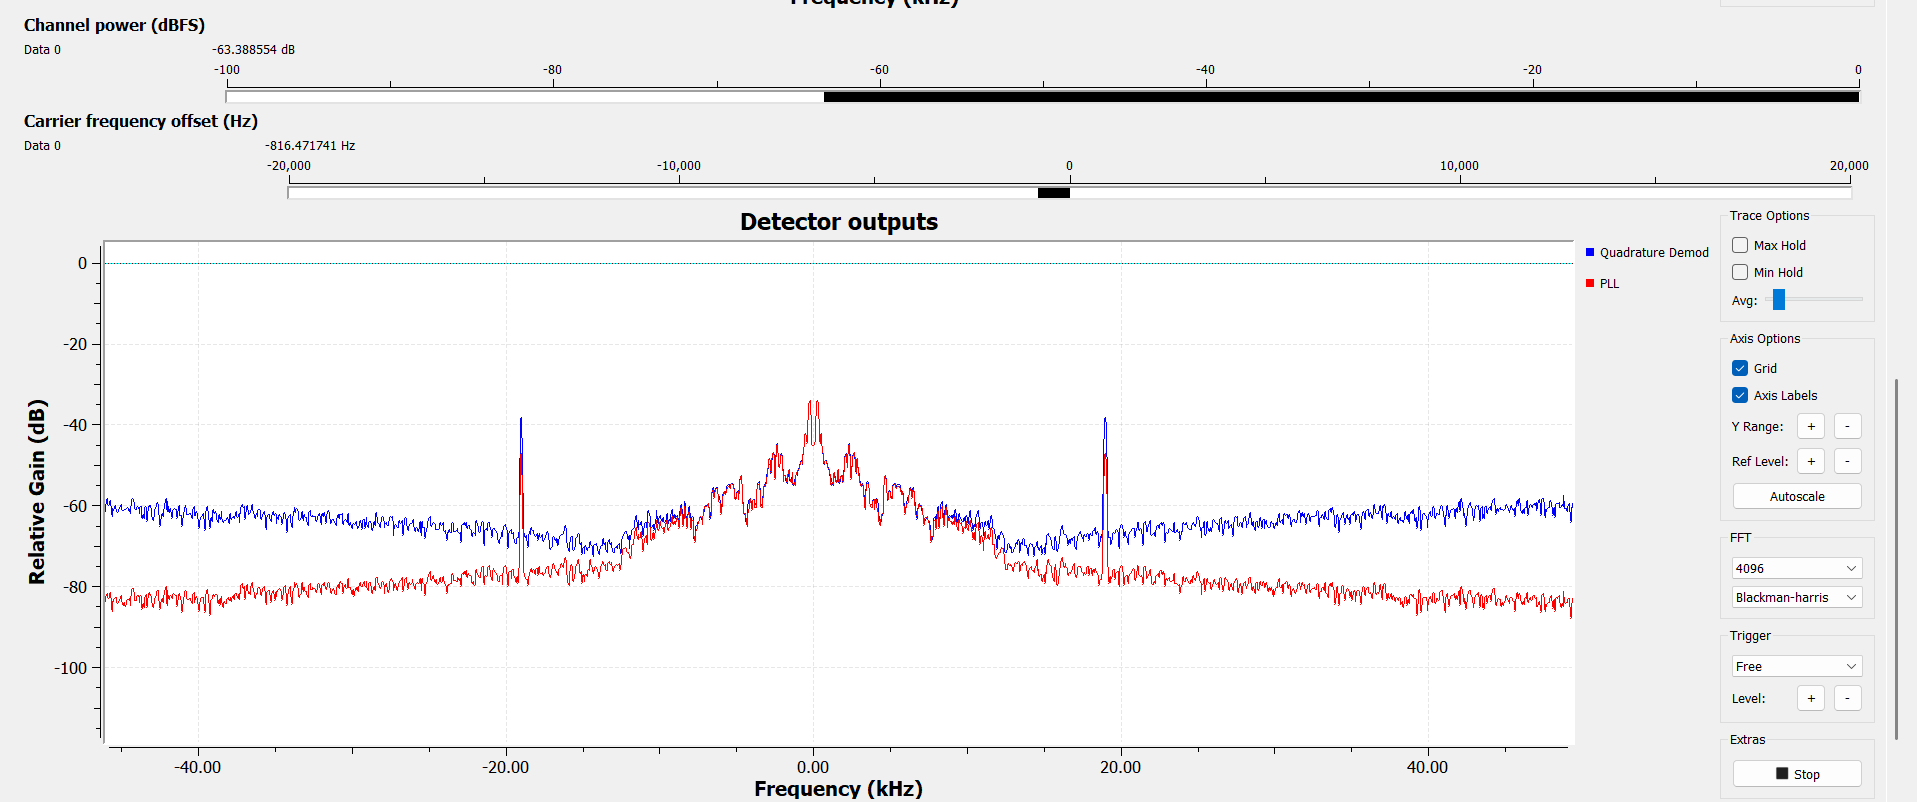 Frequency (kHz)
Channel power (dBFS)
Data 0 -63.388554 dB
-100 -80 -60 -40 -20 0
Carrier frequency offset (Hz)
Data 0 -816.471741 Hz
-20,000 -10,000 0 10,000 20,000
Detector outputs
Quadrature Demod
PLL
0
-20
-40
-60
-80
-100
Relative Gain (dB)
-40.00 -20.00 0.00 20.00 40.00
Frequency (kHz)
Trace Options
Max Hold
Min Hold
Avg:
Axis Options
Grid
Axis Labels
Y Range: + -
Ref Level: + -
Autoscale
FFT
4096
Blackman-harris
Trigger
Free
Level: + -
Extras
Stop